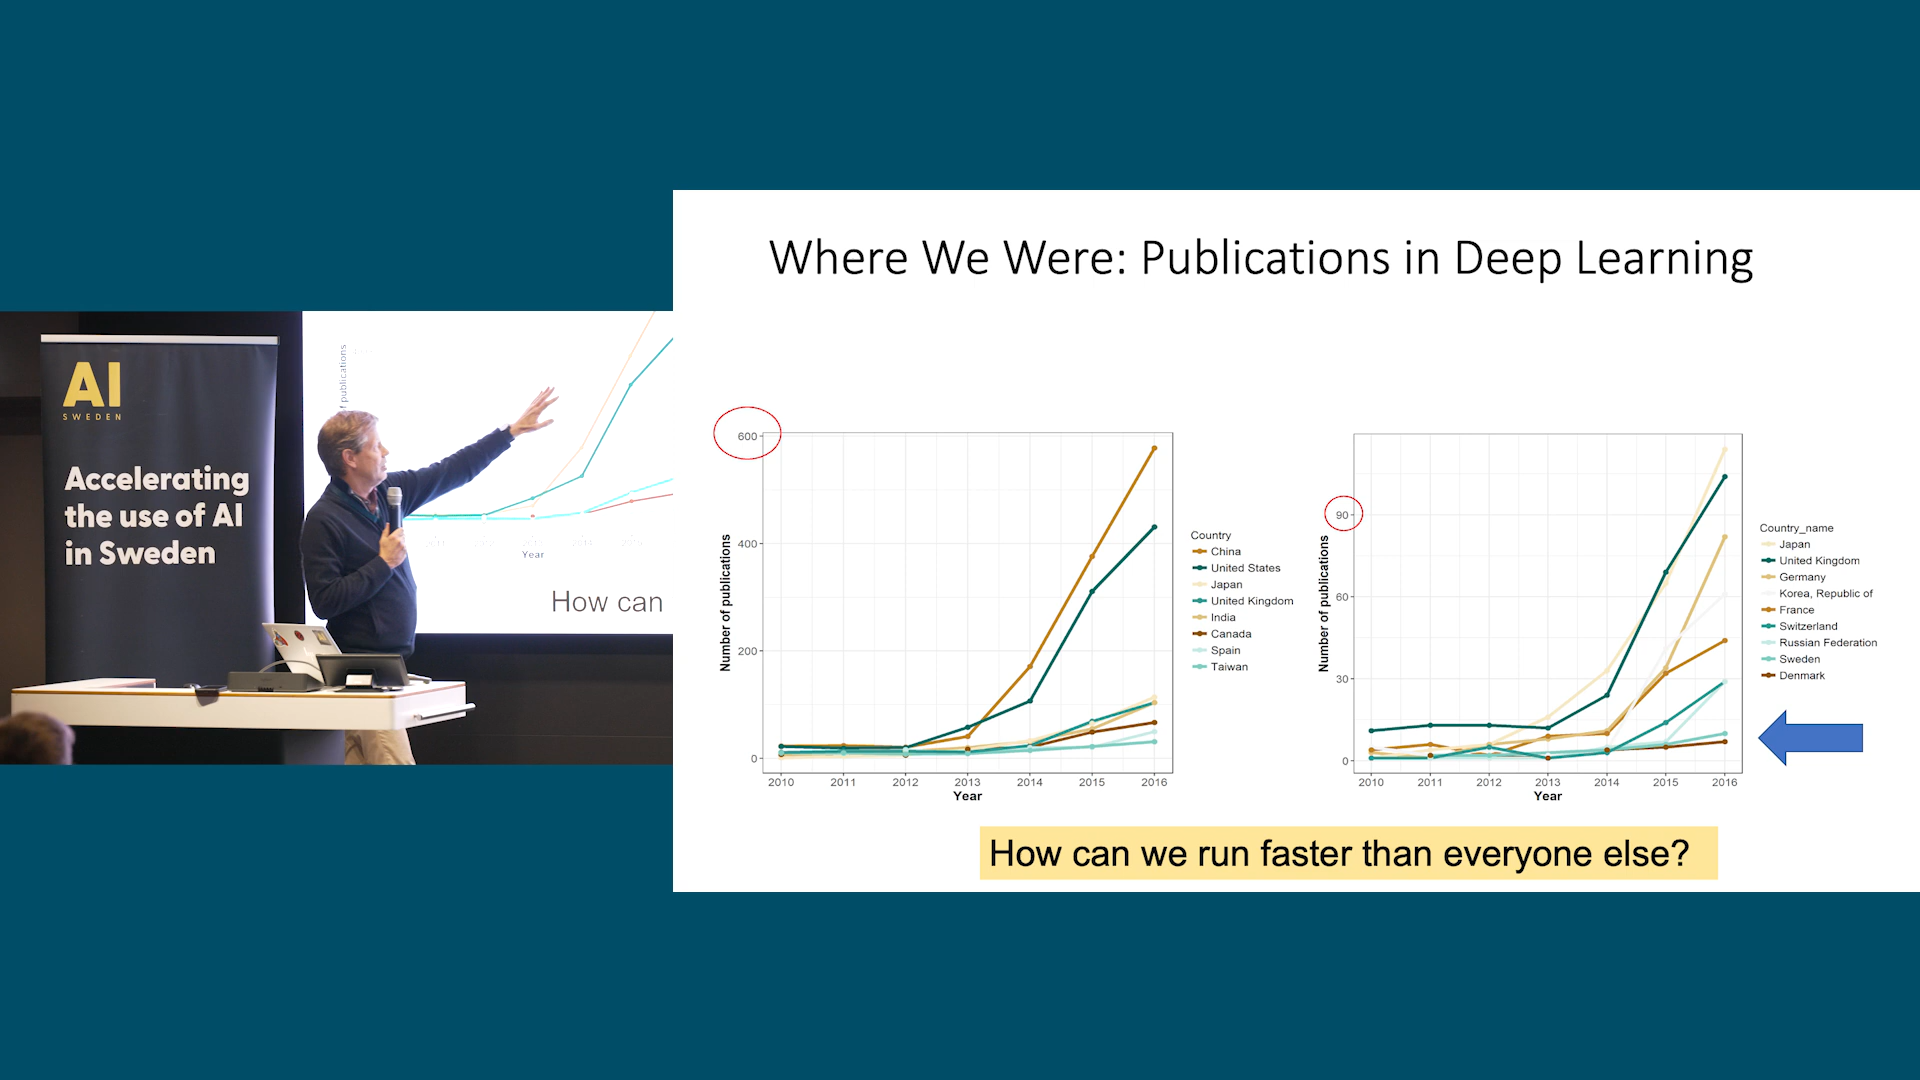 AI
SWEDEN
Accelerating
the use of AI
in Sweden
publications
Year
How can
Where We Were: Publications in Deep Learning
600
400
200
0
Number of publications
2010 2011 2012 2013 2014 2015 2016
Year
Country
China
United States
Japan
United Kingdom
India
Canada
Spain
Taiwan
90
60
30
0
Number of publications
2010 2011 2012 2013 2014 2015 2016
Year
Country_name
Japan
United Kingdom
Germany
Korea, Republic of
France
Switzerland
Russian Federation
Sweden
Denmark
How can we run faster than everyone else?